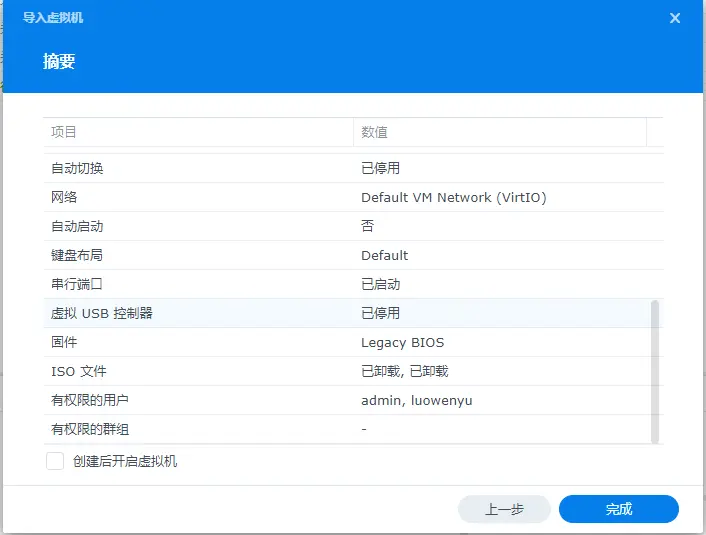 导入虚拟机
摘要
项目 数值
自动切换 已停用
网络 Default VM Network (VirtIO)
自动启动 否
键盘布局 Default
串行端口 已启动
虚拟 USB 控制器 已停用
固件 Legacy BIOS
ISO 文件 已卸载, 已卸载
有权限的用户 admin, luowenyu
有权限的群组 -
创建后开启虚拟机
上一步 完成